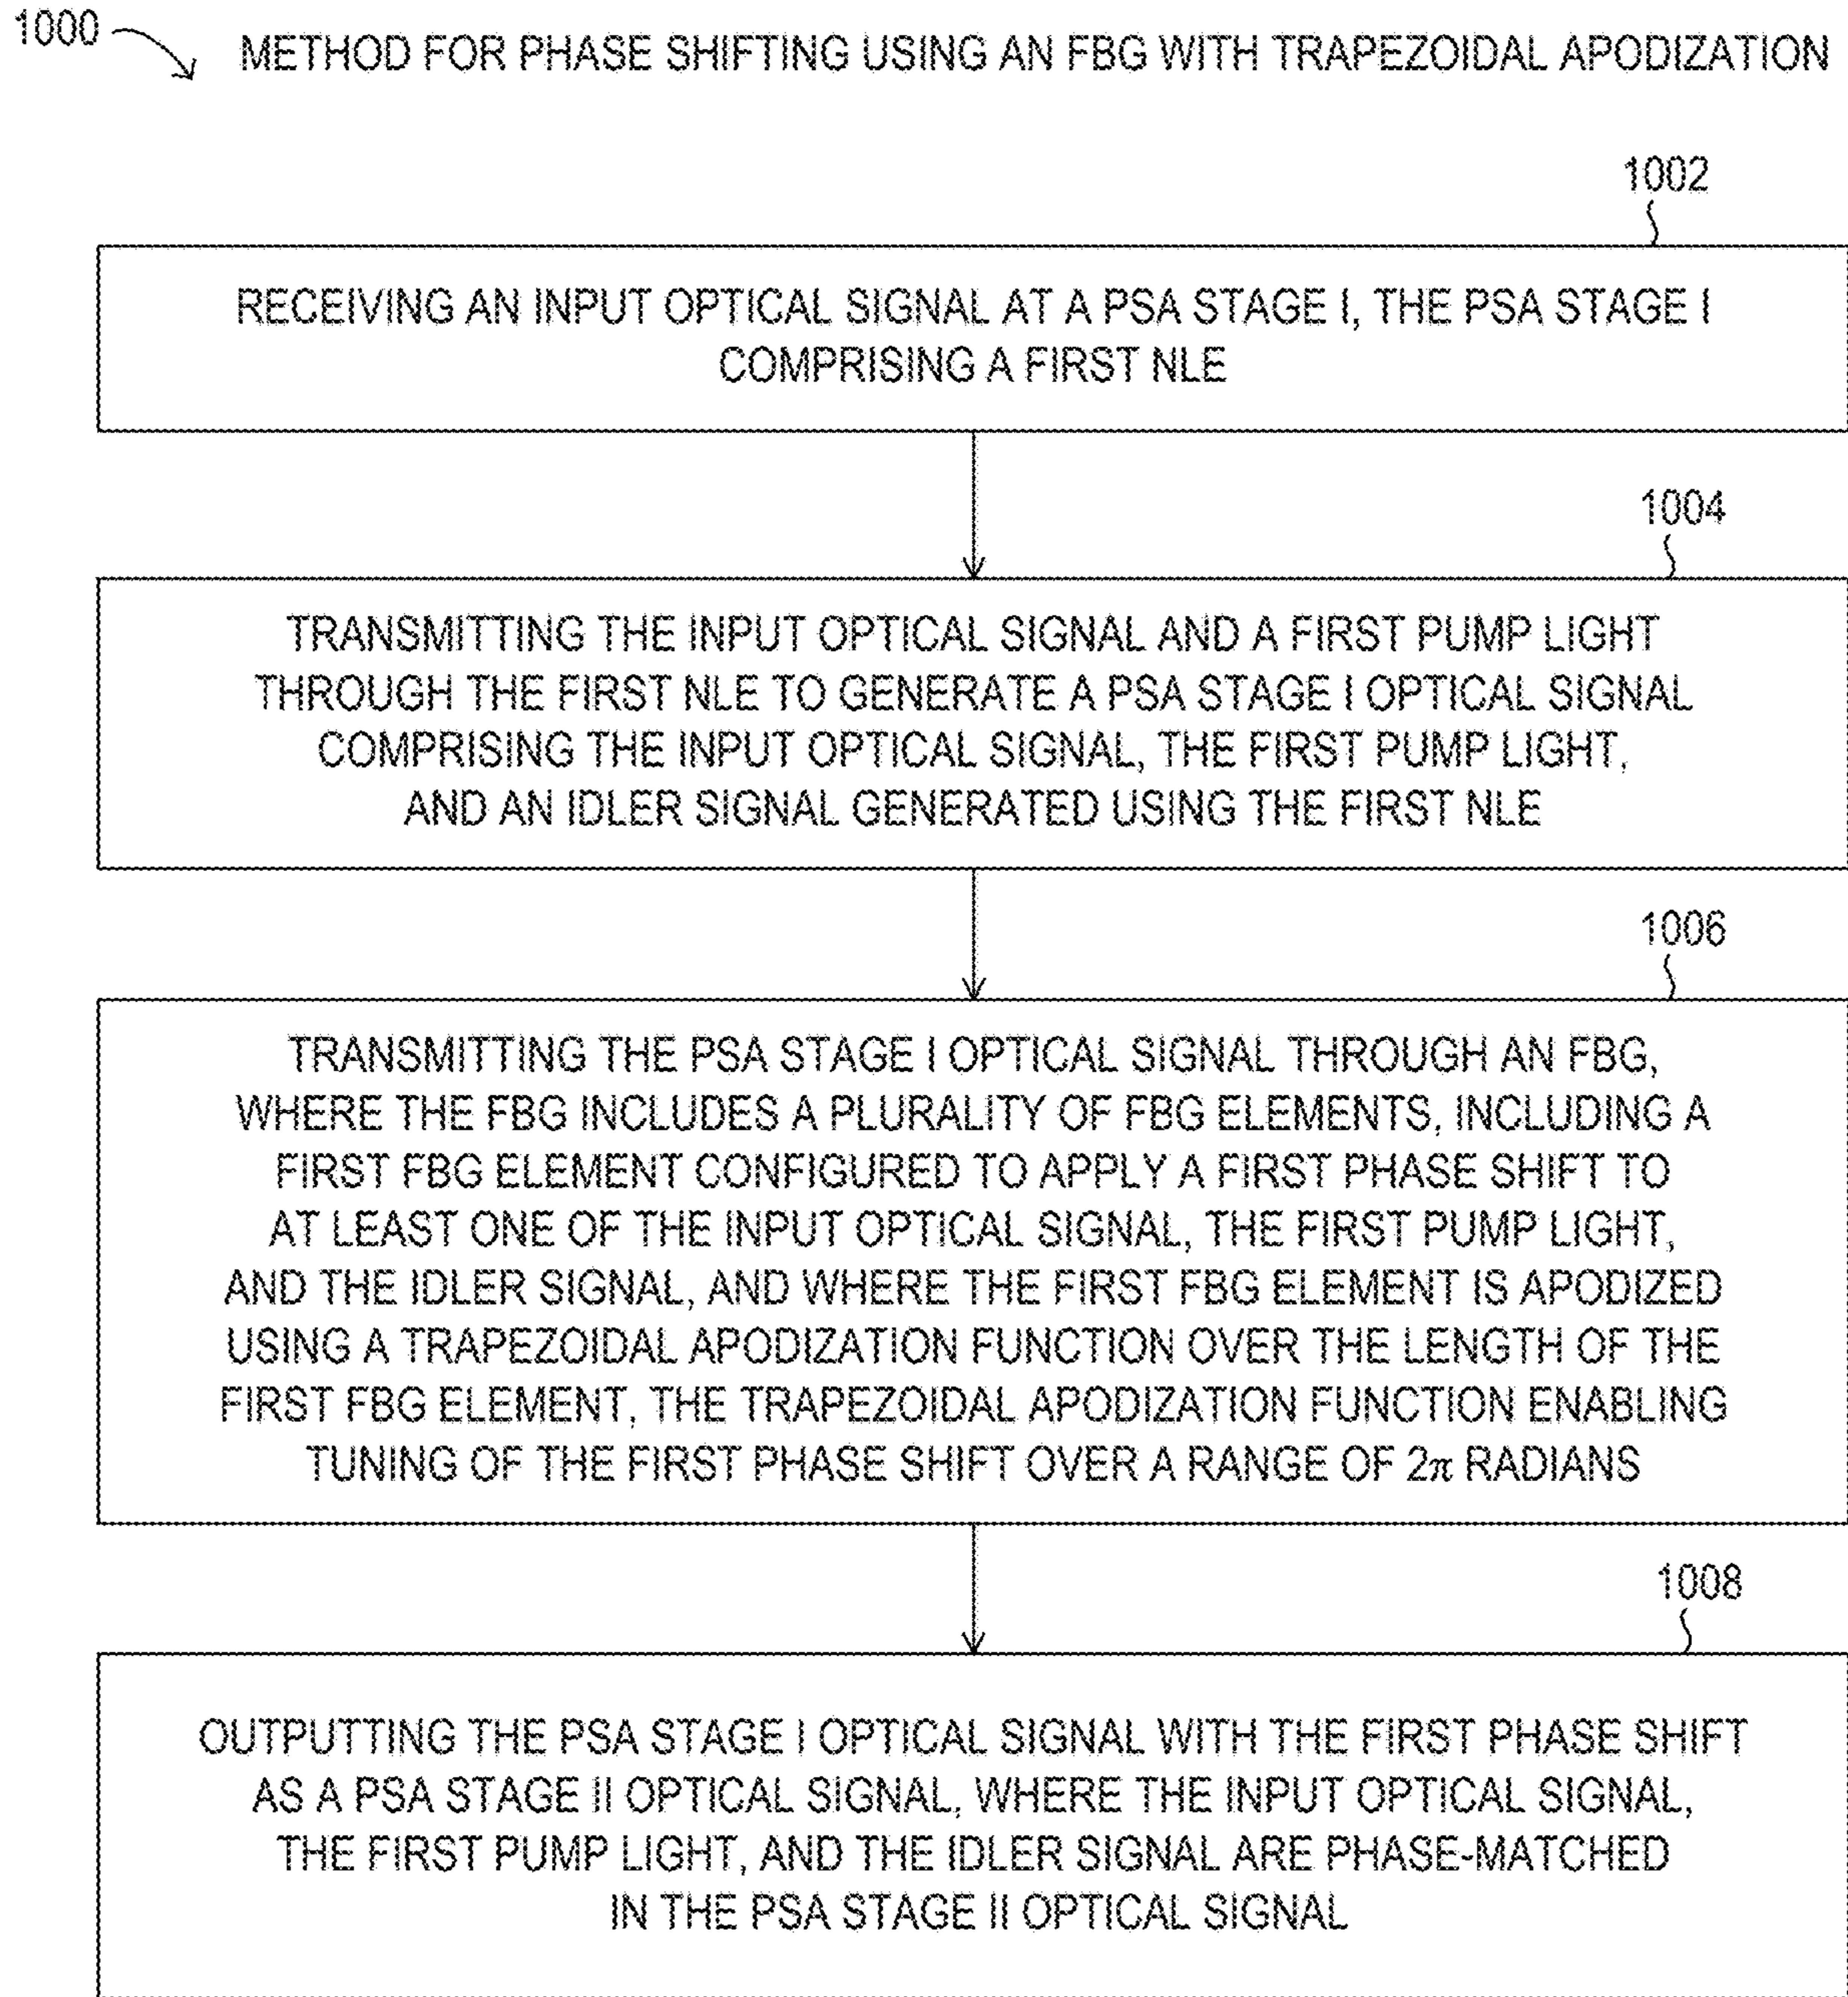 1000
METHOD FOR PHASE SHIFTING USING AN FBG WITH TRAPEZOIDAL APODIZATION
1002
RECEIVING AN INPUT OPTICAL SIGNAL AT A PSA STAGE I, THE PSA STAGE I
COMPRISING A FIRST NLE
1004
TRANSMITTING THE INPUT OPTICAL SIGNAL AND A FIRST PUMP LIGHT
THROUGH THE FIRST NLE TO GENERATE A PSA STAGE I OPTICAL SIGNAL
COMPRISING THE INPUT OPTICAL SIGNAL, THE FIRST PUMP LIGHT,
AND AN IDLER SIGNAL GENERATED USING THE FIRST NLE
1006
TRANSMITTING THE PSA STAGE I OPTICAL SIGNAL THROUGH AN FBG,
WHERE THE FBG INCLUDES A PLURALITY OF FBG ELEMENTS, INCLUDING A
FIRST FBG ELEMENT CONFIGURED TO APPLY A FIRST PHASE SHIFT TO
AT LEAST ONE OF THE INPUT OPTICAL SIGNAL, THE FIRST PUMP LIGHT,
AND THE IDLER SIGNAL, AND WHERE THE FIRST FBG ELEMENT IS APODIZED
USING A TRAPEZOIDAL APODIZATION FUNCTION OVER THE LENGTH OF THE
FIRST FBG ELEMENT, THE TRAPEZOIDAL APODIZATION FUNCTION ENABLING
TUNING OF THE FIRST PHASE SHIFT OVER A RANGE OF 2π RADIANS
1008
OUTPUTTING THE PSA STAGE I OPTICAL SIGNAL WITH THE FIRST PHASE SHIFT
AS A PSA STAGE II OPTICAL SIGNAL, WHERE THE INPUT OPTICAL SIGNAL,
THE FIRST PUMP LIGHT, AND THE IDLER SIGNAL ARE PHASE-MATCHED
IN THE PSA STAGE II OPTICAL SIGNAL